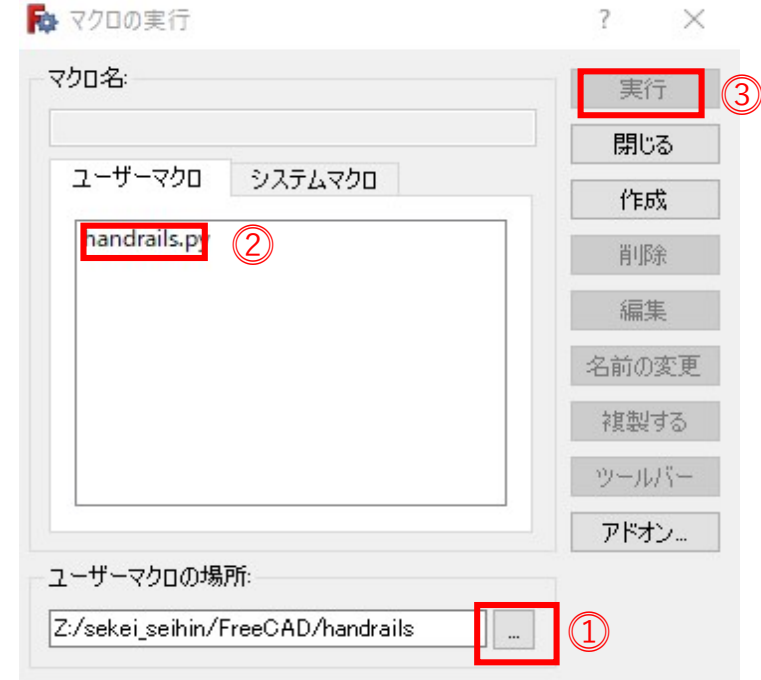 マクロの実行
マクロ名:
ユーザーマクロ
システムマクロ
handrails.py
②
ユーザーマクロの場所:
Z:/sekei_seihin/FreeCAD/handrails
...
①
実行
③
閉じる
作成
削除
編集
名前の変更
複製する
ツールバー
アドオン...